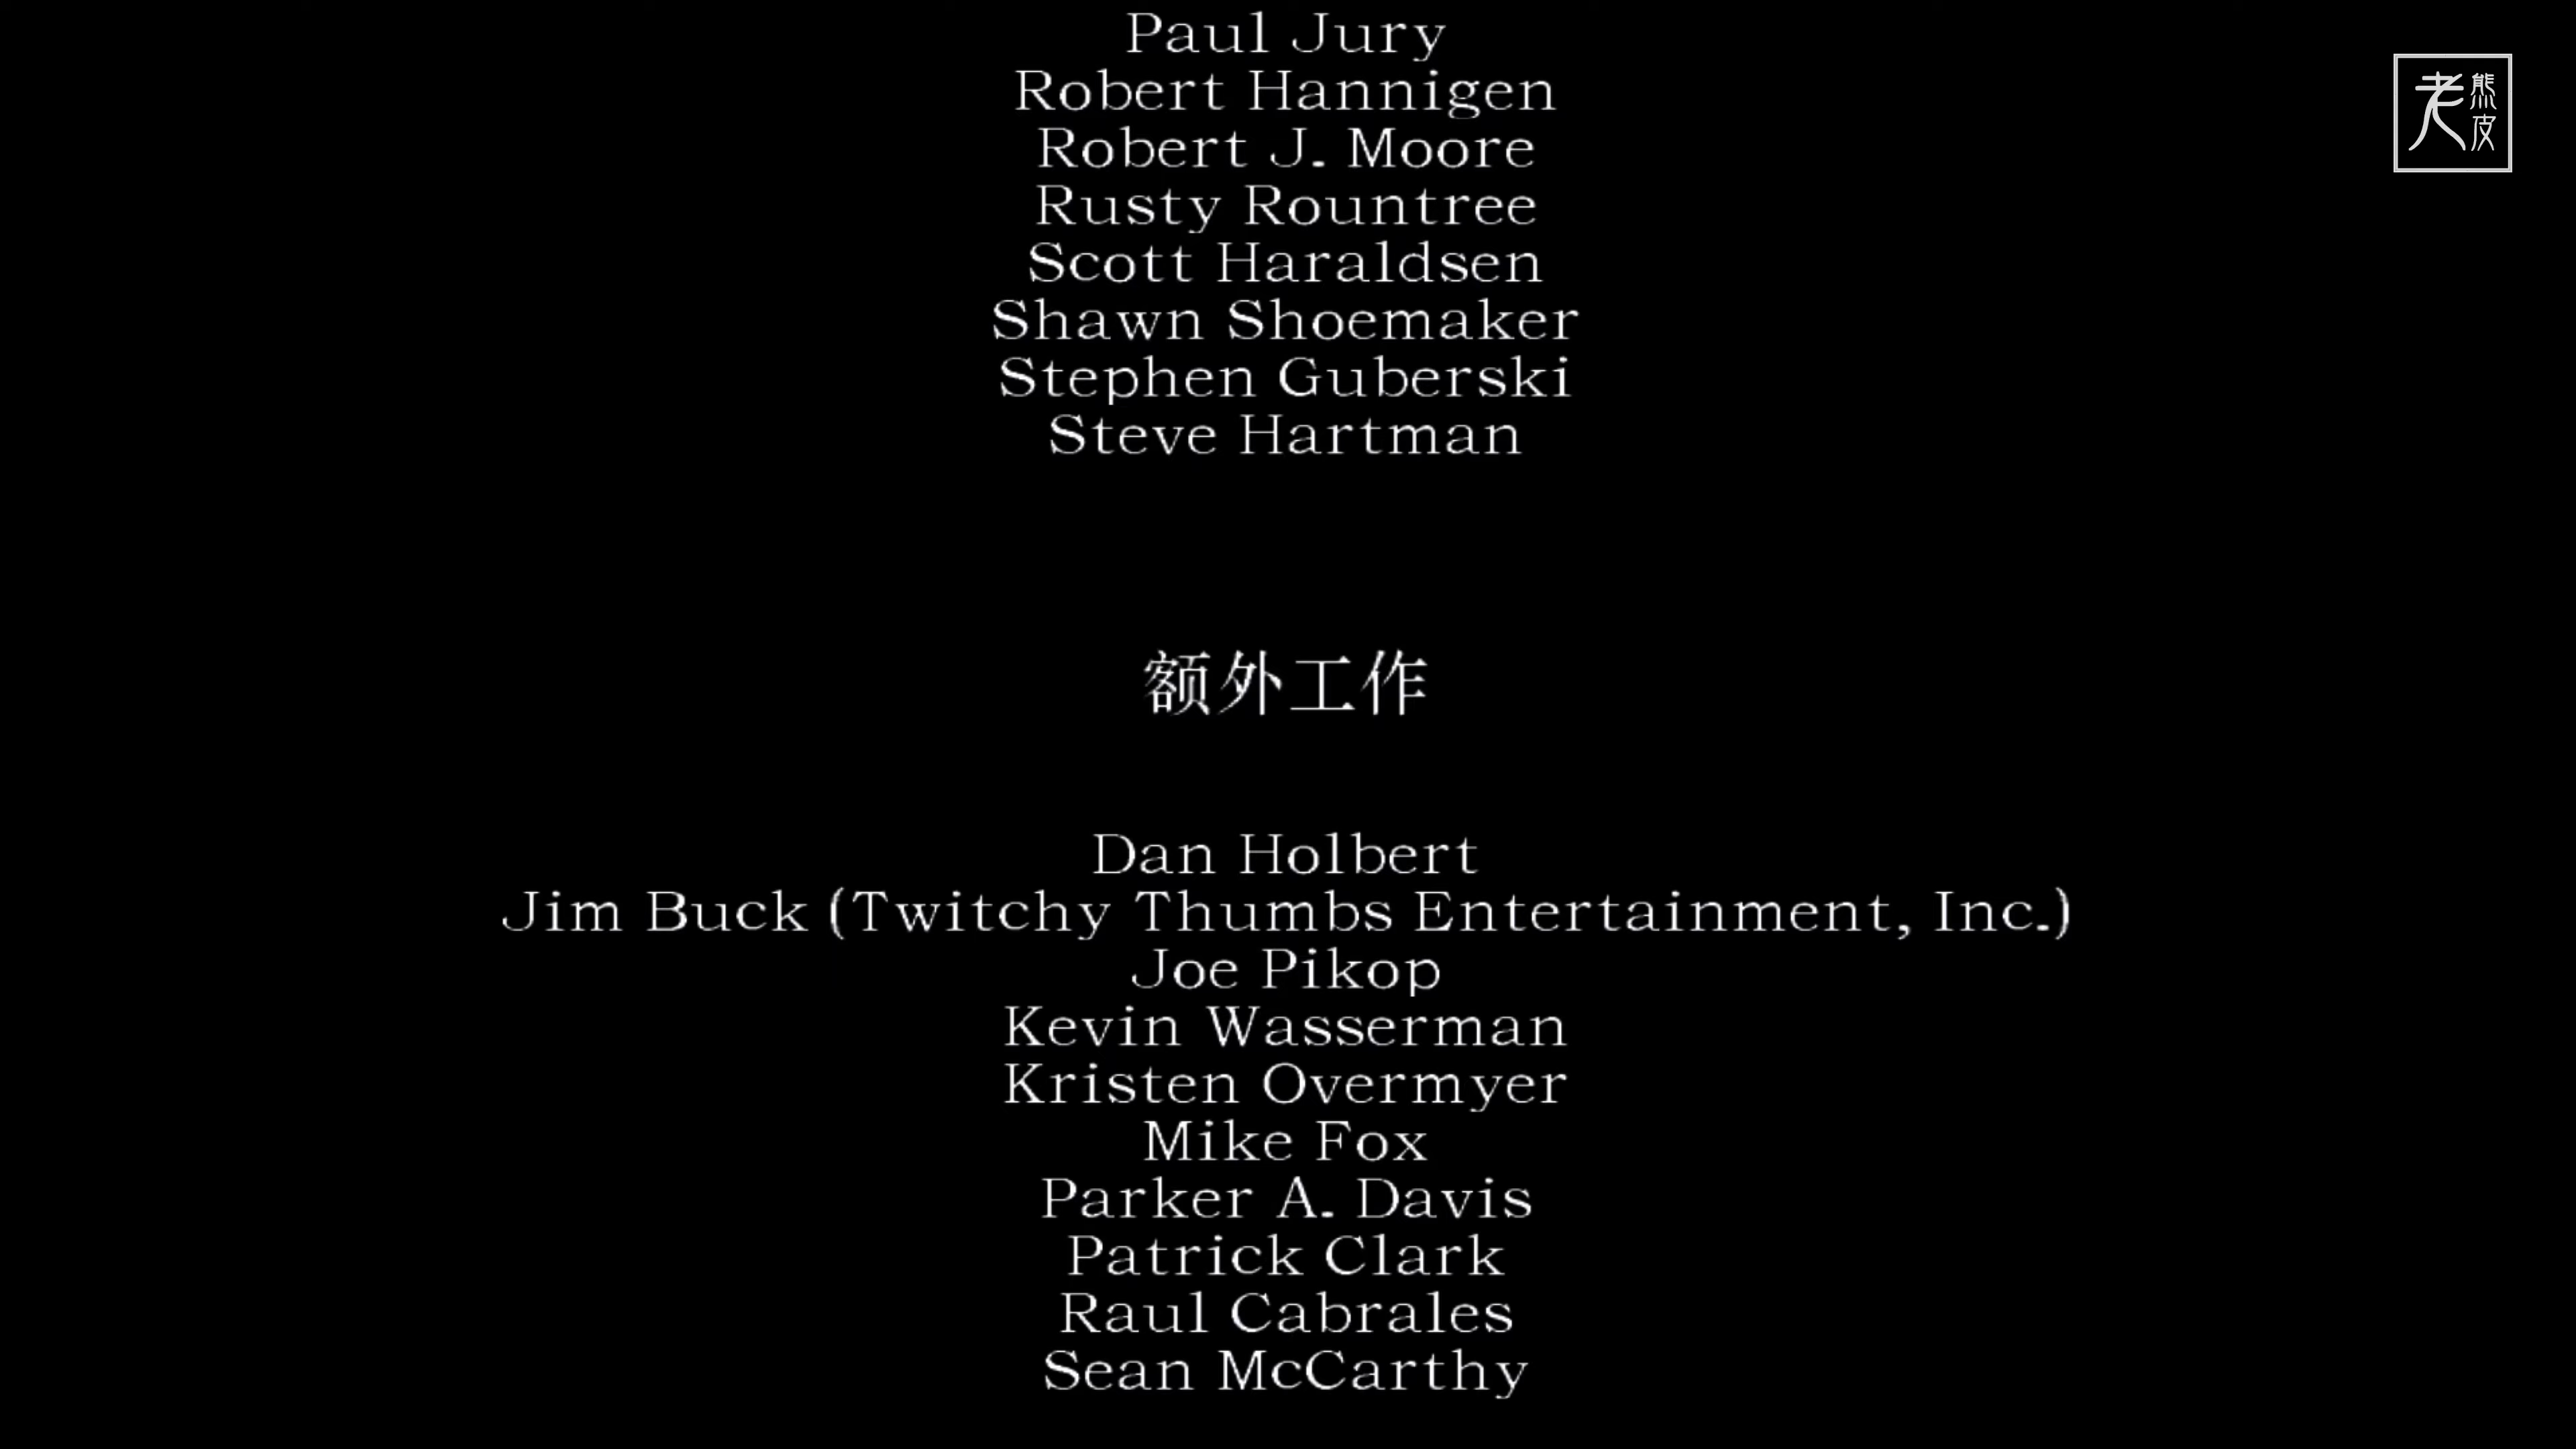 Paul Jury
Robert Hannigen
Robert J. Moore
Rusty Rountree
Scott Haraldsen
Shawn Shoemaker
Stephen Guberski
Steve Hartman
额外工作
Dan Holbert
Jim Buck (Twitchy Thumbs Entertainment, Inc.)
Joe Pikop
Kevin Wasserman
Kristen Overmyer
Mike Fox
Parker A. Davis
Patrick Clark
Raul Cabrales
Sean McCarthy
老熊皮